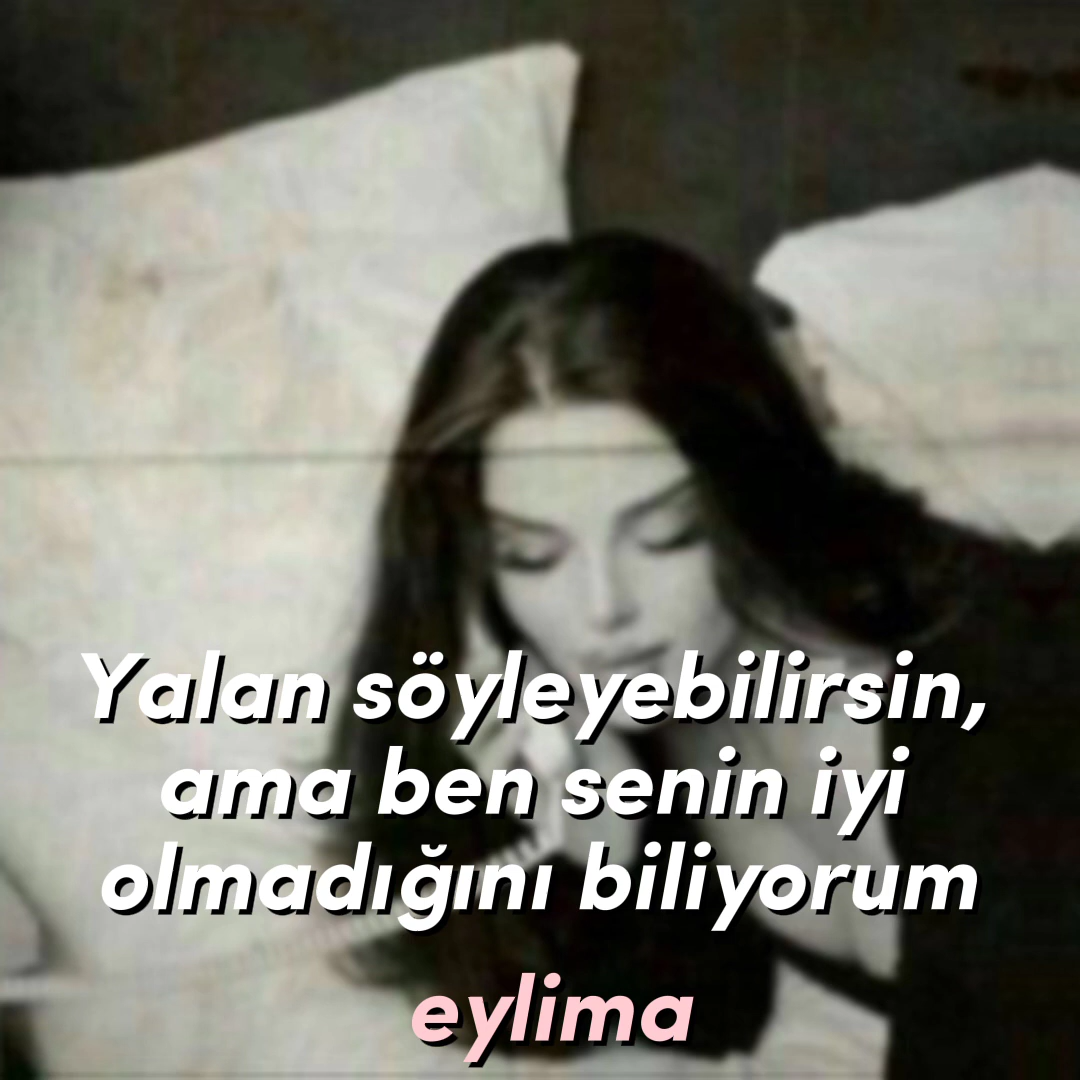 Yalan söyleyebilirsin,
ama ben senin iyi
olmadığını biliyorum
eylima